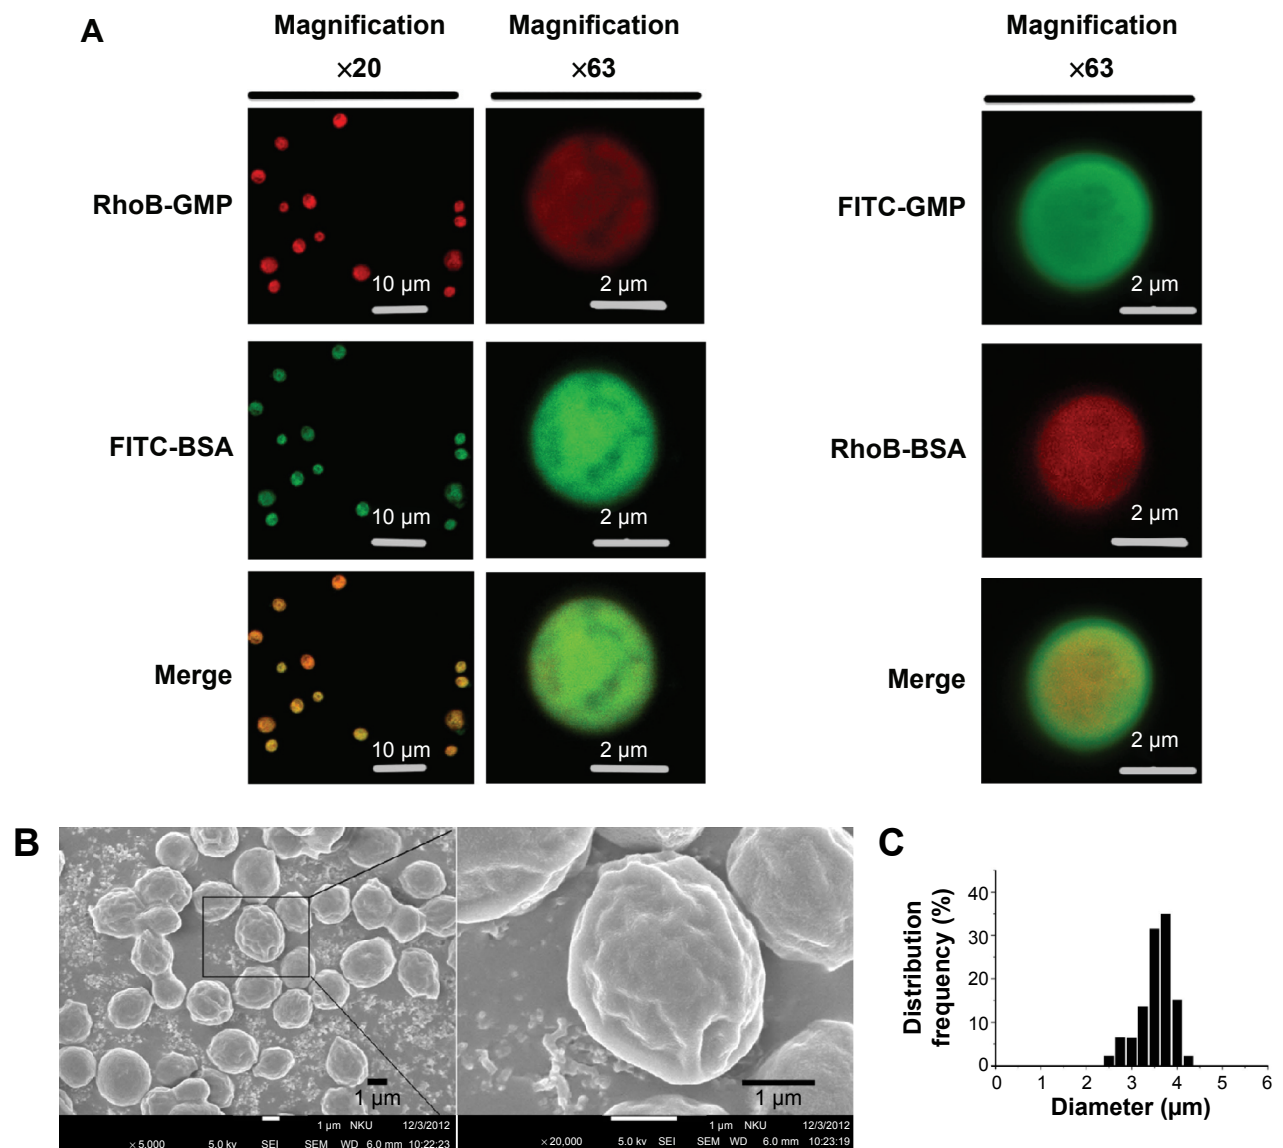 A
Magnification
×20
Magnification
×63
Magnification
×63
RhoB-GMP
10 µm
2 µm
FITC-GMP
2 µm
FITC-BSA
10 µm
2 µm
RhoB-BSA
2 µm
Merge
10 µm
2 µm
Merge
2 µm
B
1 µm
1 µm NKU 12/3/2012
× 5,000 5.0 kv SEI SEM WD 6.0 mm 10:22:23
1 µm
1 µm NKU 12/3/2012
× 20,000 5.0 kv SEI SEM WD 6.0 mm 10:23:19
C
Distribution
frequency (%)
40
30
20
10
0
0 1 2 3 4 5 6
Diameter (µm)